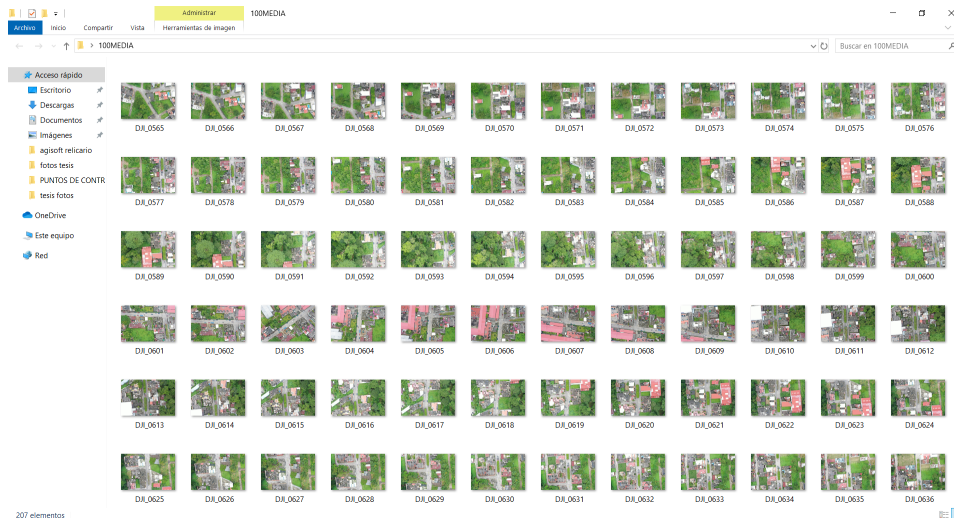 Administrar 100MEDIA
Archivo Inicio Compartir Vista Herramientas de imagen
100MEDIA Buscar en 100MEDIA
Acceso rápido
Escritorio
Descargas
Documentos
Imágenes
agisoft relicario
fotos tesis
PUNTOS DE CONTR
tesis fotos
OneDrive
Este equipo
Red
DJI_0565 DJI_0566 DJI_0567 DJI_0568 DJI_0569 DJI_0570 DJI_0571 DJI_0572 DJI_0573 DJI_0574 DJI_0575 DJI_0576
DJI_0577 DJI_0578 DJI_0579 DJI_0580 DJI_0581 DJI_0582 DJI_0583 DJI_0584 DJI_0585 DJI_0586 DJI_0587 DJI_0588
DJI_0589 DJI_0590 DJI_0591 DJI_0592 DJI_0593 DJI_0594 DJI_0595 DJI_0596 DJI_0597 DJI_0598 DJI_0599 DJI_0600
DJI_0601 DJI_0602 DJI_0603 DJI_0604 DJI_0605 DJI_0606 DJI_0607 DJI_0608 DJI_0609 DJI_0610 DJI_0611 DJI_0612
DJI_0613 DJI_0614 DJI_0615 DJI_0616 DJI_0617 DJI_0618 DJI_0619 DJI_0620 DJI_0621 DJI_0622 DJI_0623 DJI_0624
DJI_0625 DJI_0626 DJI_0627 DJI_0628 DJI_0629 DJI_0630 DJI_0631 DJI_0632 DJI_0633 DJI_0634 DJI_0635 DJI_0636
207 elementos